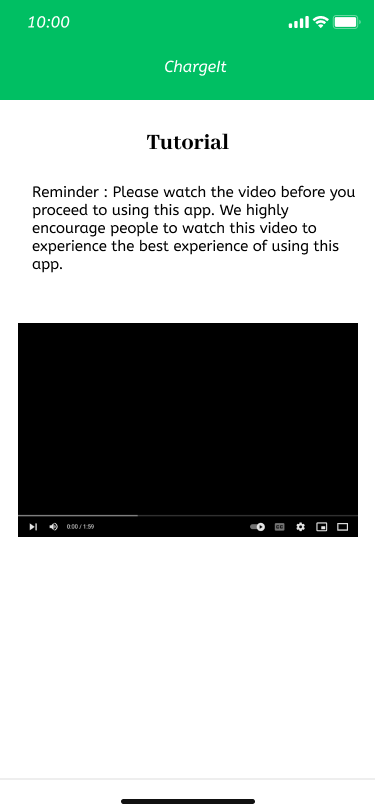 10:00
ChargeIt
Tutorial
Reminder : Please watch the video before you
proceed to using this app. We highly
encourage people to watch this video to
experience the best experience of using this
app.
0:00 / 1:59
CC